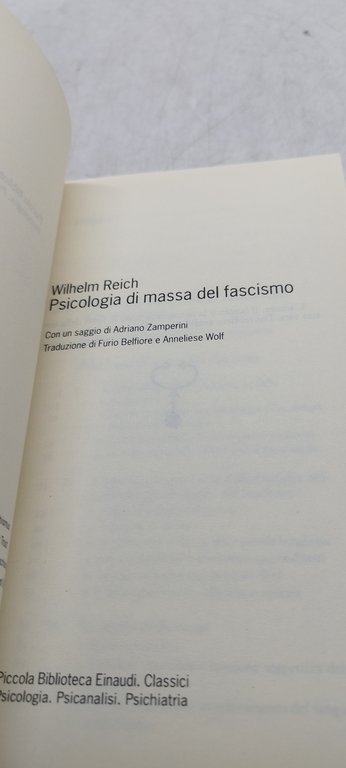 Wilhelm Reich
Psicologia di massa del fascismo
Con un saggio di Adriano Zamperini
Traduzione di Furio Belfiore e Anneliese Wolf
Piccola Biblioteca Einaudi. Classici
Psicologia. Psicanalisi. Psichiatria